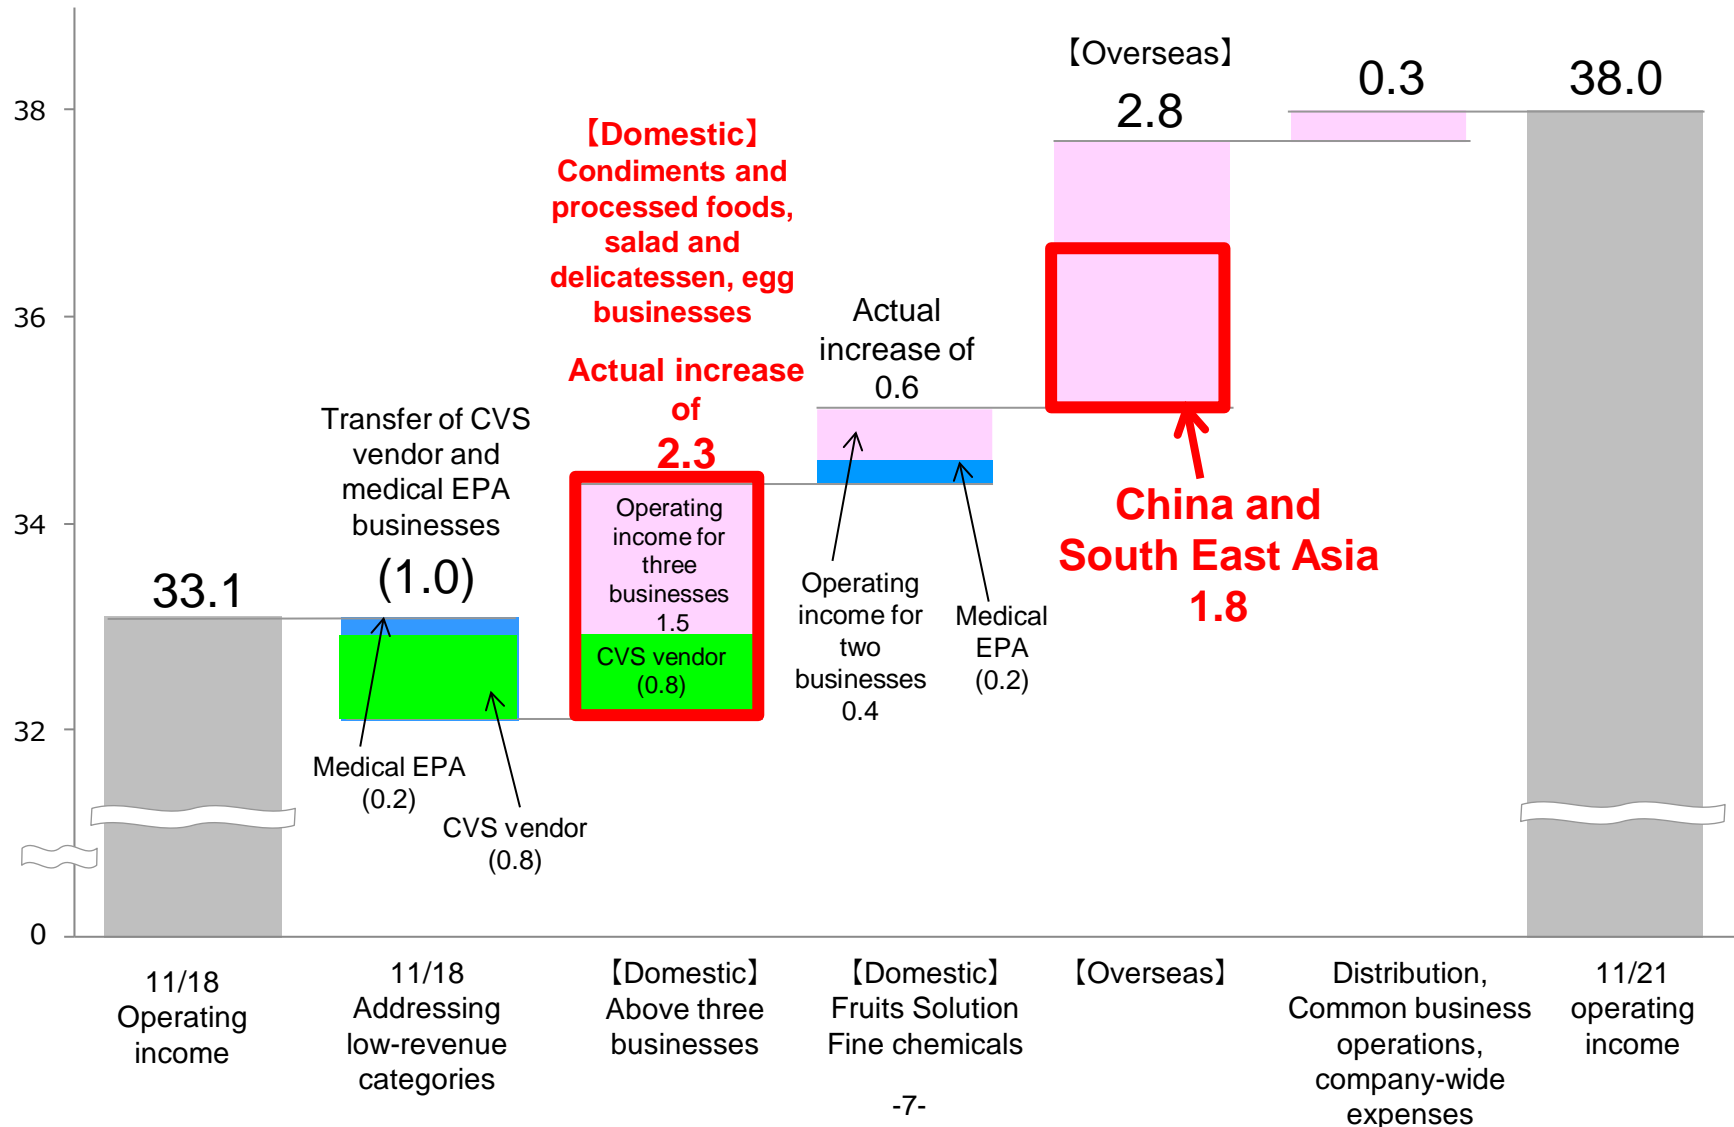 38
36
34
32
0
33.1
Transfer of CVS
vendor and
medical EPA
businesses
(1.0)
Medical EPA
(0.2)
CVS vendor
(0.8)
【Domestic】
Condiments and
processed foods,
salad and
delicatessen, egg
businesses
Actual increase
of
2.3
Operating
income for
three
businesses
1.5
CVS vendor
(0.8)
Actual
increase of
0.6
Operating
income for
two
businesses
0.4
Medical
EPA
(0.2)
【Overseas】
2.8
China and
South East Asia
1.8
0.3
38.0
11/18
Operating
income
11/18
Addressing
low-revenue
categories
【Domestic】
Above three
businesses
【Domestic】
Fruits Solution
Fine chemicals
【Overseas】
Distribution,
Common business
operations,
company-wide
expenses
11/21
operating
income
-7-